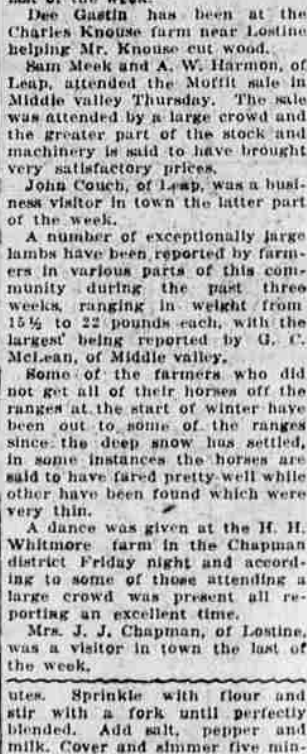 Dee Gastin has been at the
Charles Knouse farm near Lostine
helping Mr. Knouse cut wood.
Sam Meek and A. W. Harmon, of
Leap, attended the Moffit sale in
Middle valley Thursday. The sale
was attended by a large crowd and
the greater part of the stock and
machinery is said to have brought
very satisfactory prices.
John Couch, of Leap, was a busi-
ness visitor in town the latter part
of the week.
A number of exceptionally large
lambs have been reported by farm-
ers in various parts of this com-
munity during the past three
weeks, ranging in weight from
15½ to 22 pounds each, with the
largest being reported by G. C.
McLean, of Middle valley.
Some of the farmers who did
not get all of their horses off the
ranges at the start of winter have
been out to some of the ranges
since the deep snow has settled,
in some instances the horses are
said to have fared pretty well while
other have been found which were
very thin.
A dance was given at the H. H.
Whitmore farm in the Chapman
district Friday night and accord-
ing to some of those attending a
large crowd was present all re-
porting an excellent time.
Mrs. J. J. Chapman, of Lostine,
was a visitor in town the last of
the week.
utes. Sprinkle with flour and
stir with a fork until perfectly
blended. Add salt, pepper and
milk. Cover and simmer five min-